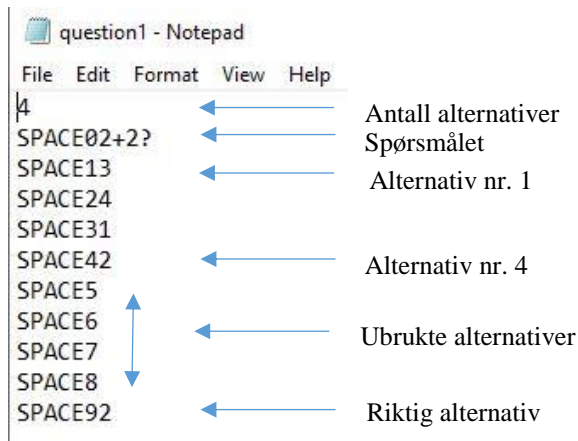 question1 - Notepad
File Edit Format View Help
4
Antall alternativer
SPACE02+2?
Spørsmålet
SPACE13
Alternativ nr. 1
SPACE24
SPACE31
SPACE42
Alternativ nr. 4
SPACE5
SPACE6
Ubrukte alternativer
SPACE7
SPACE8
SPACE92
Riktig alternativ